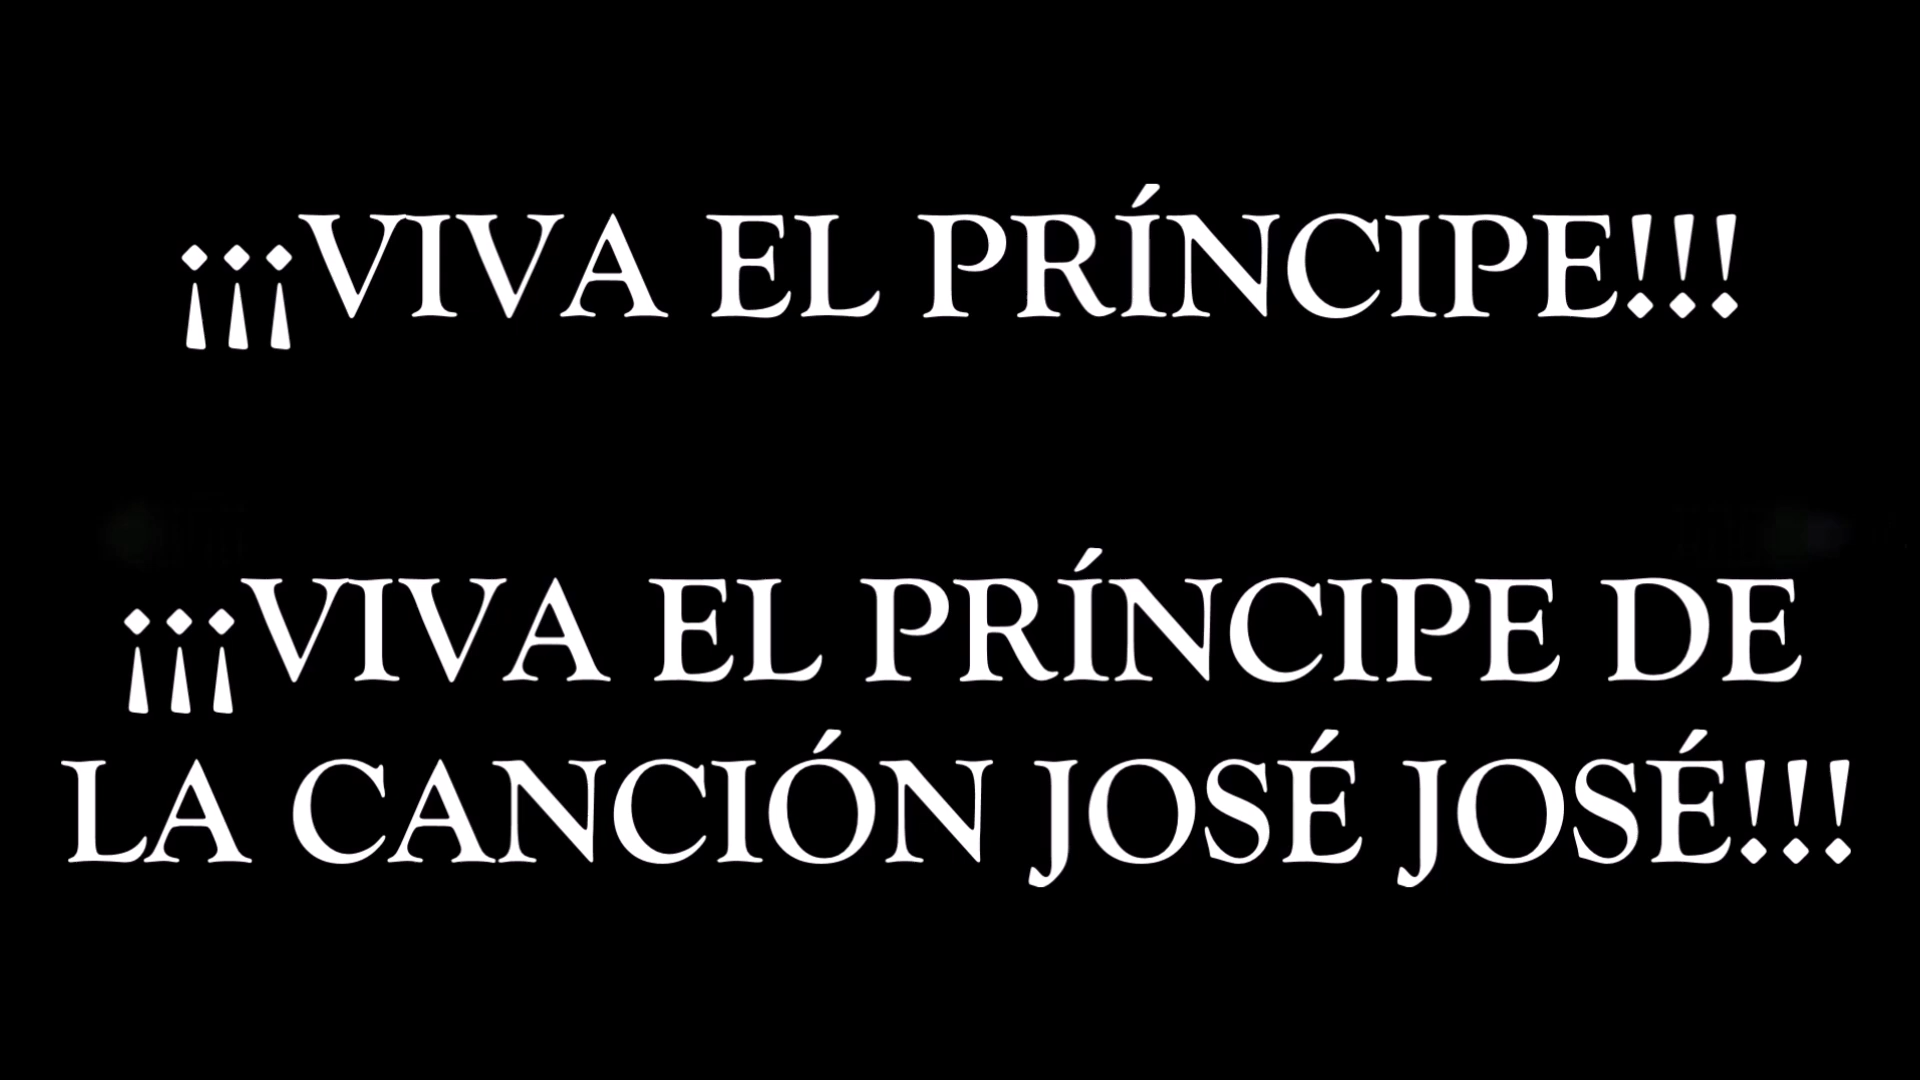 ¡¡¡VIVA EL PRÍNCIPE!!!
¡¡¡VIVA EL PRÍNCIPE DE
LA CANCIÓN JOSÉ JOSÉ!!!